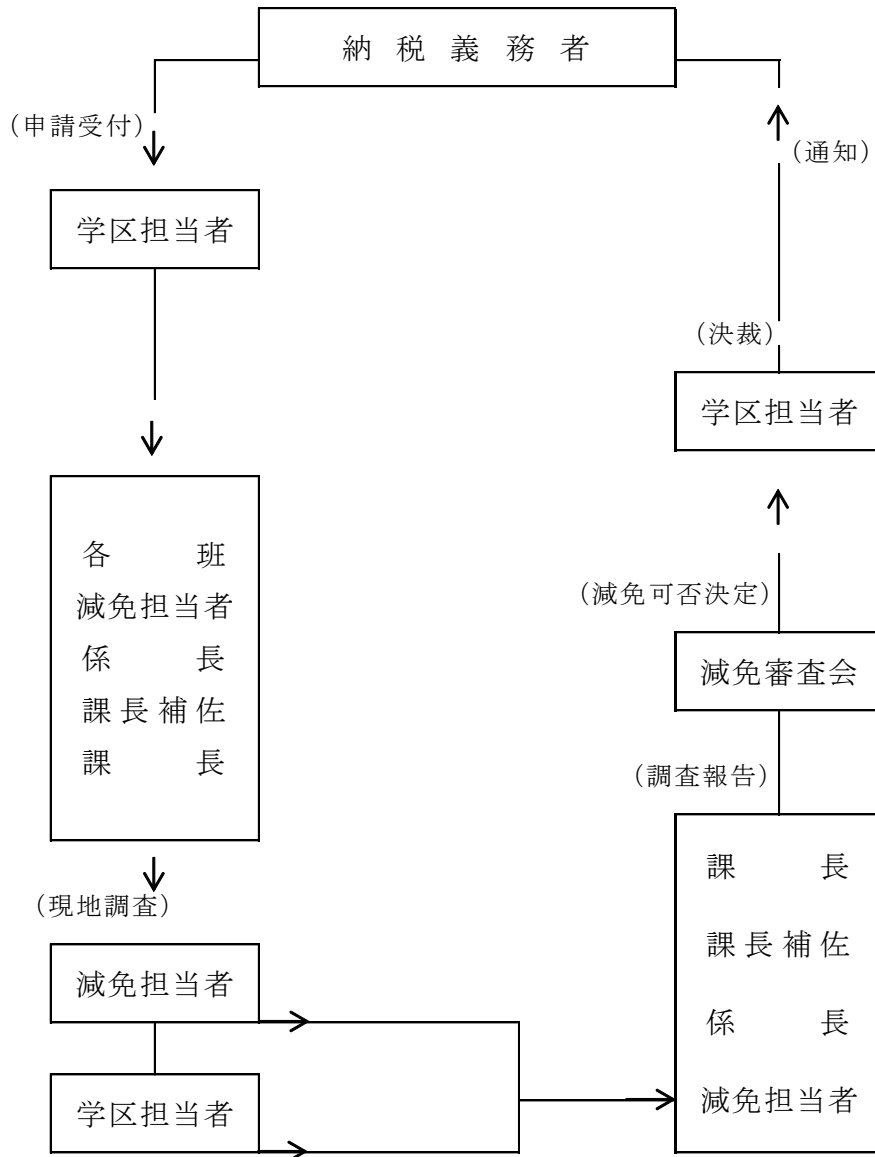 納税義務者
(申請受付)
学区担当者
各班
減免担当者
係長
課長補佐
課長
(現地調査)
減免担当者
学区担当者
(通知)
(決裁)
学区担当者
(減免可否決定)
減免審査会
(調査報告)
課長
課長補佐
係長
減免担当者